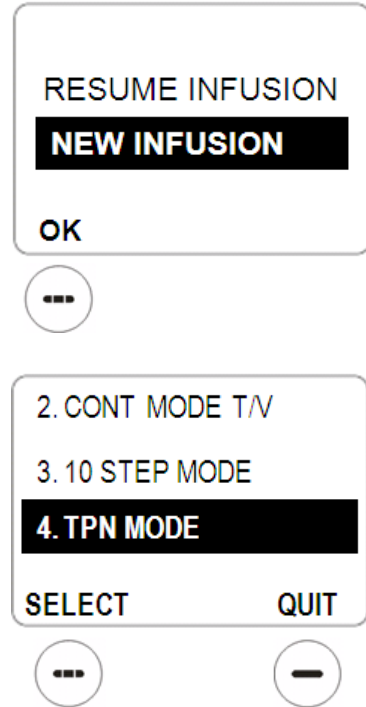 RESUME INFUSION
NEW INFUSION
OK
2. CONT MODE T/V
3. 10 STEP MODE
4. TPN MODE
SELECT QUIT